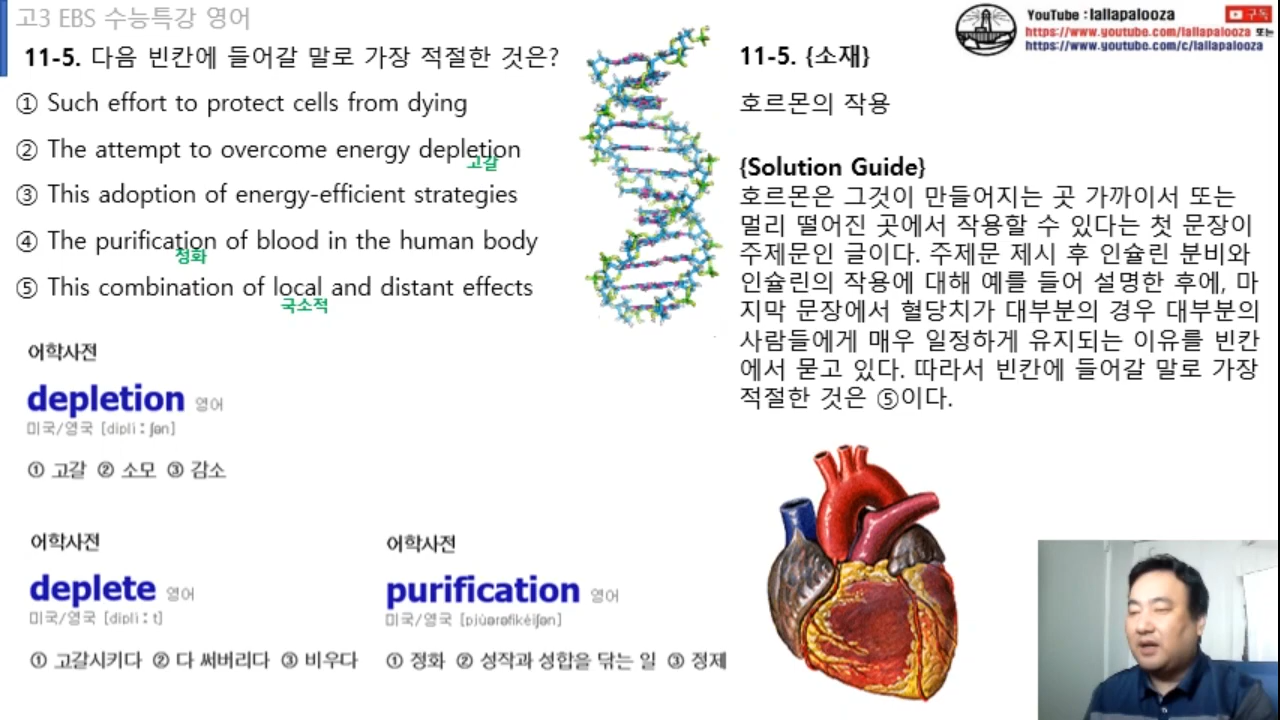 고3 EBS 수능특강 영어
11-5. 다음 빈칸에 들어갈 말로 가장 적절한 것은?
① Such effort to protect cells from dying
② The attempt to overcome energy depletion
고갈
③ This adoption of energy-efficient strategies
④ The purification of blood in the human body
정화
⑤ This combination of local and distant effects
국소적
어학사전
depletion 영어
미국/영국 [diplíːʃən]
① 고갈 ② 소모 ③ 감소
어학사전
deplete 영어
미국/영국 [diplíːt]
① 고갈시키다 ② 다 써버리다 ③ 비우다
어학사전
purification 영어
미국/영국 [pjùərəfikéiʃən]
① 정화 ② 성작과 성합을 닦는 일 ③ 정제
YouTube : lallapalooza
구독
https://www.youtube.com/lallapalooza 또는
https://www.youtube.com/c/lallapalooza
11-5. {소재}
호르몬의 작용
{Solution Guide}
호르몬은 그것이 만들어지는 곳 가까이서 또는
멀리 떨어진 곳에서 작용할 수 있다는 첫 문장이
주제문인 글이다. 주제문 제시 후 인슐린 분비와
인슐린의 작용에 대해 예를 들어 설명한 후에, 마
지막 문장에서 혈당치가 대부분의 경우 대부분의
사람들에게 매우 일정하게 유지되는 이유를 빈칸
에서 묻고 있다. 따라서 빈칸에 들어갈 말로 가장
적절한 것은 ⑤이다.